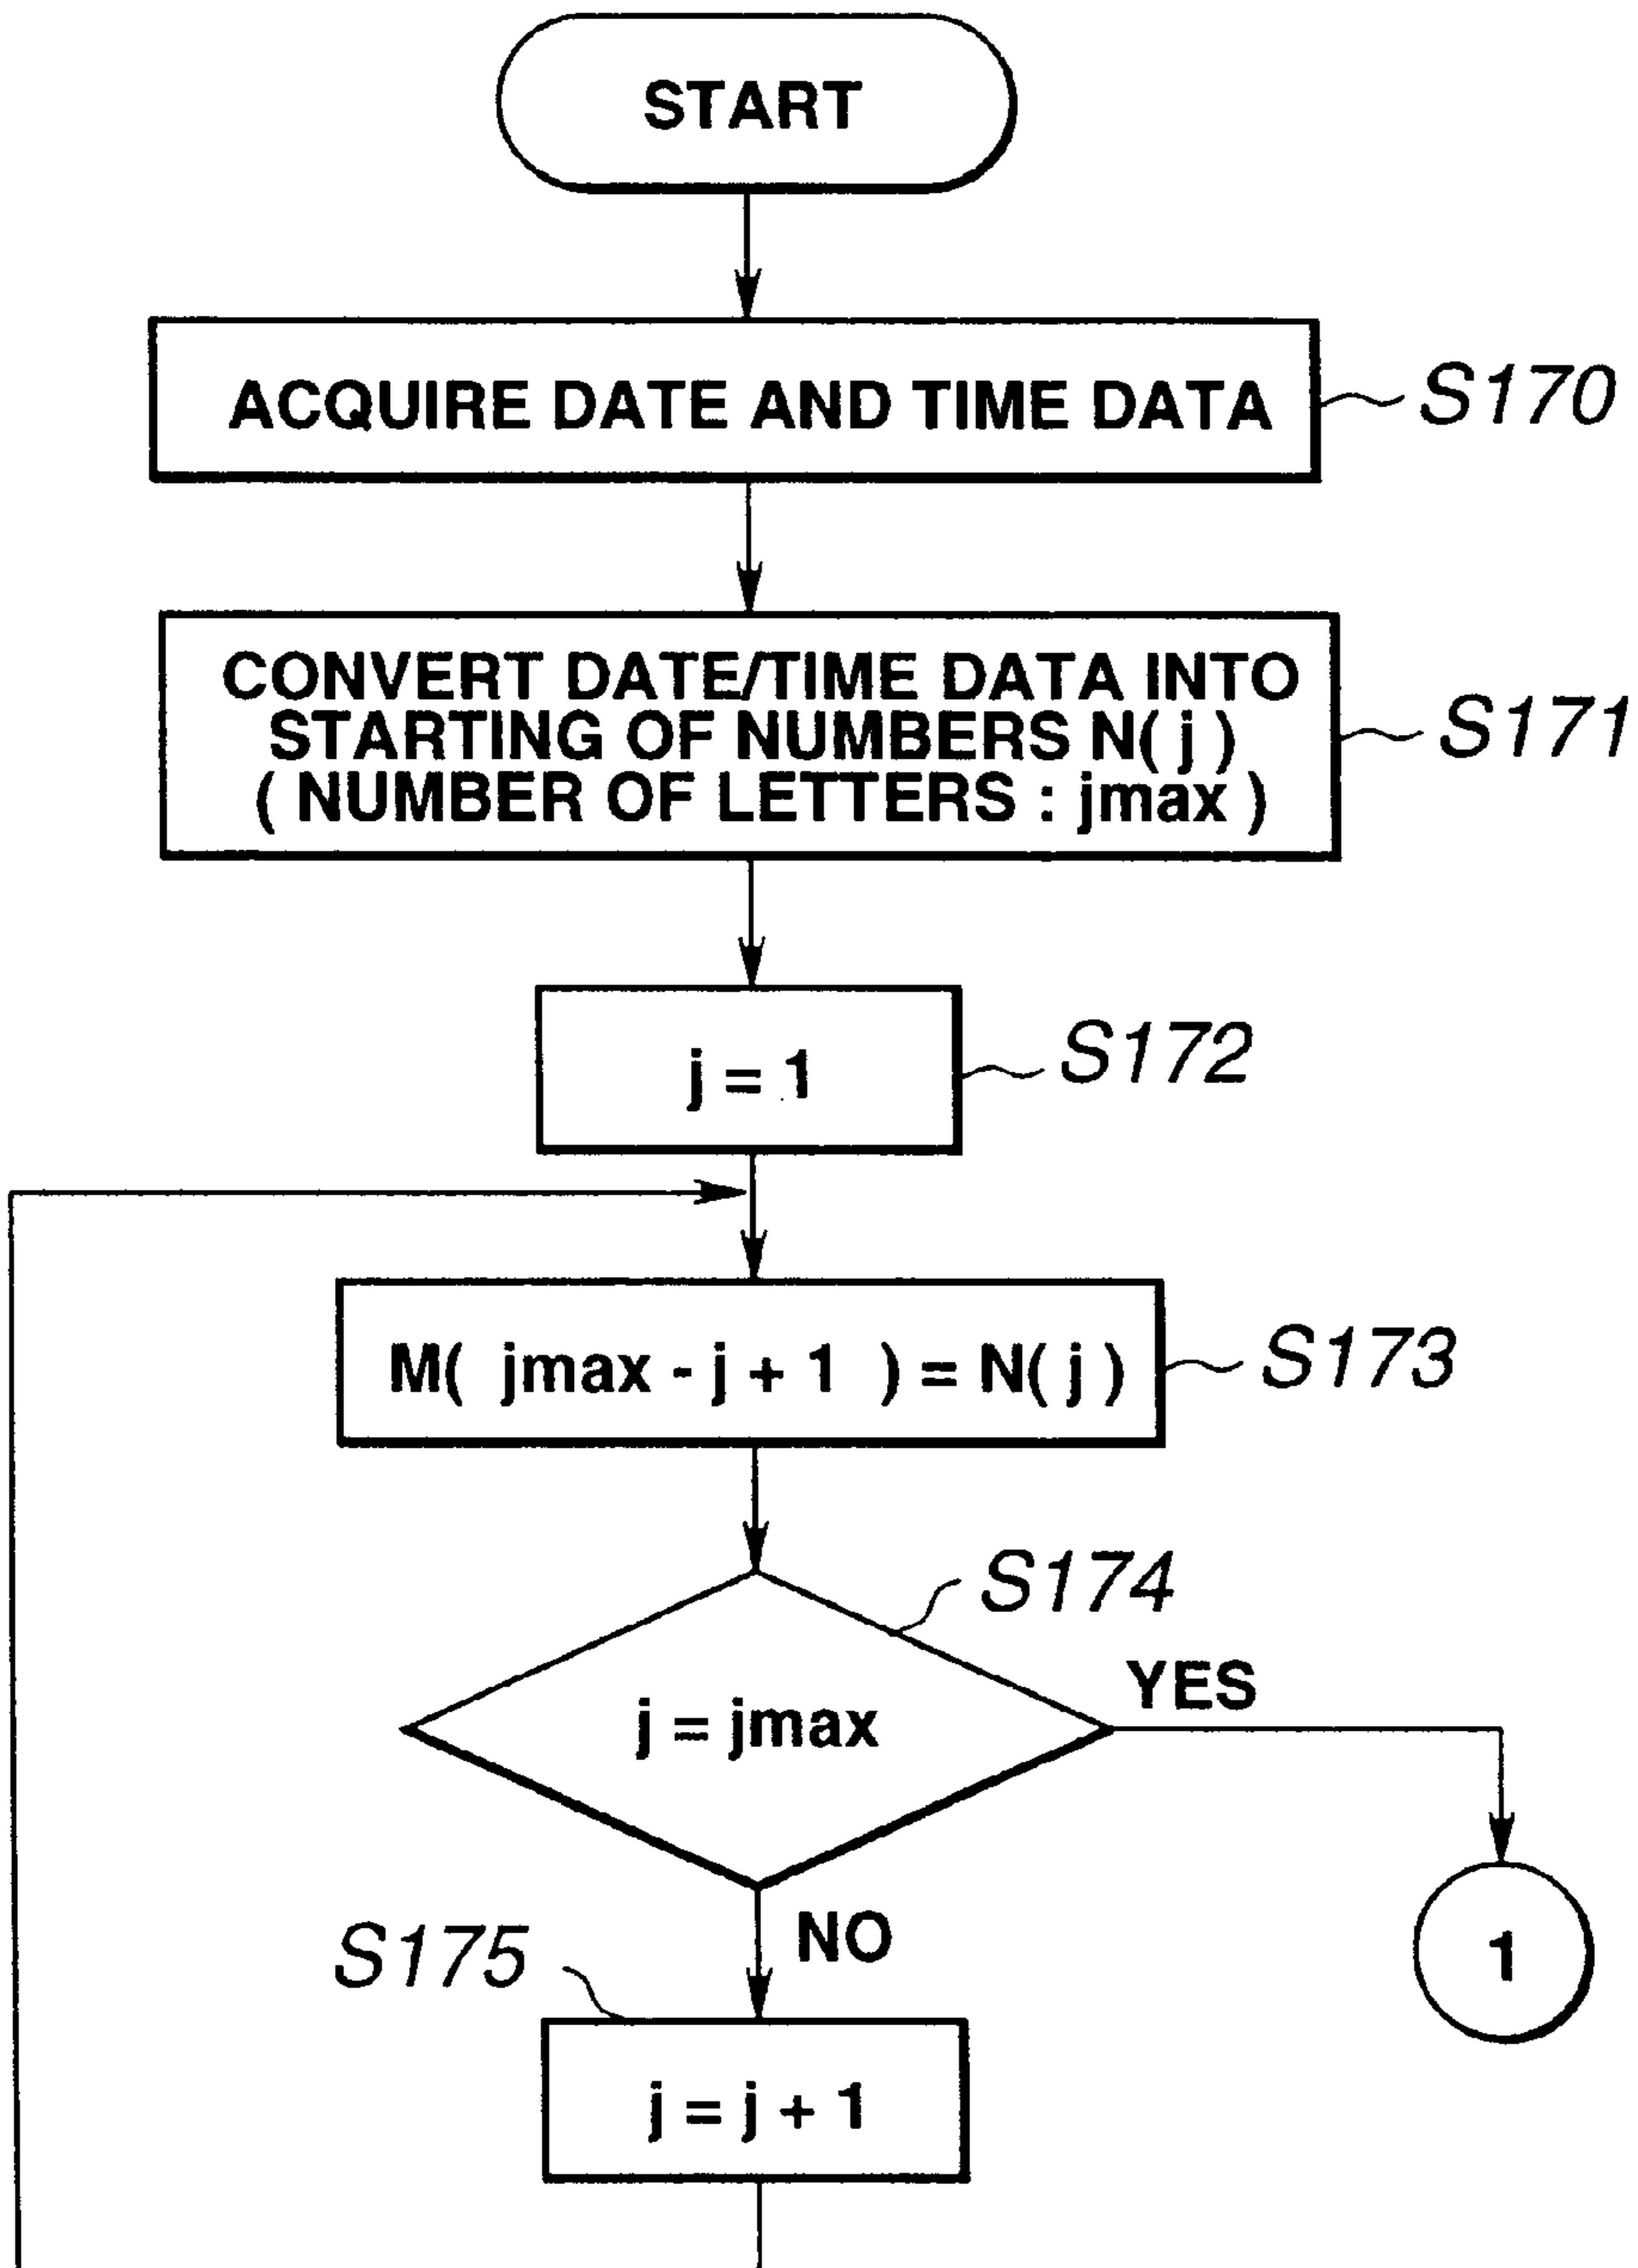 START
ACQUIRE DATE AND TIME DATA
S170
CONVERT DATE/TIME DATA INTO
STARTING OF NUMBERS N( j )
( NUMBER OF LETTERS : jmax )
S171
j = 1
S172
M( jmax - j + 1 ) = N( j )
S173
S174
j = jmax
YES
1
NO
S175
j = j + 1